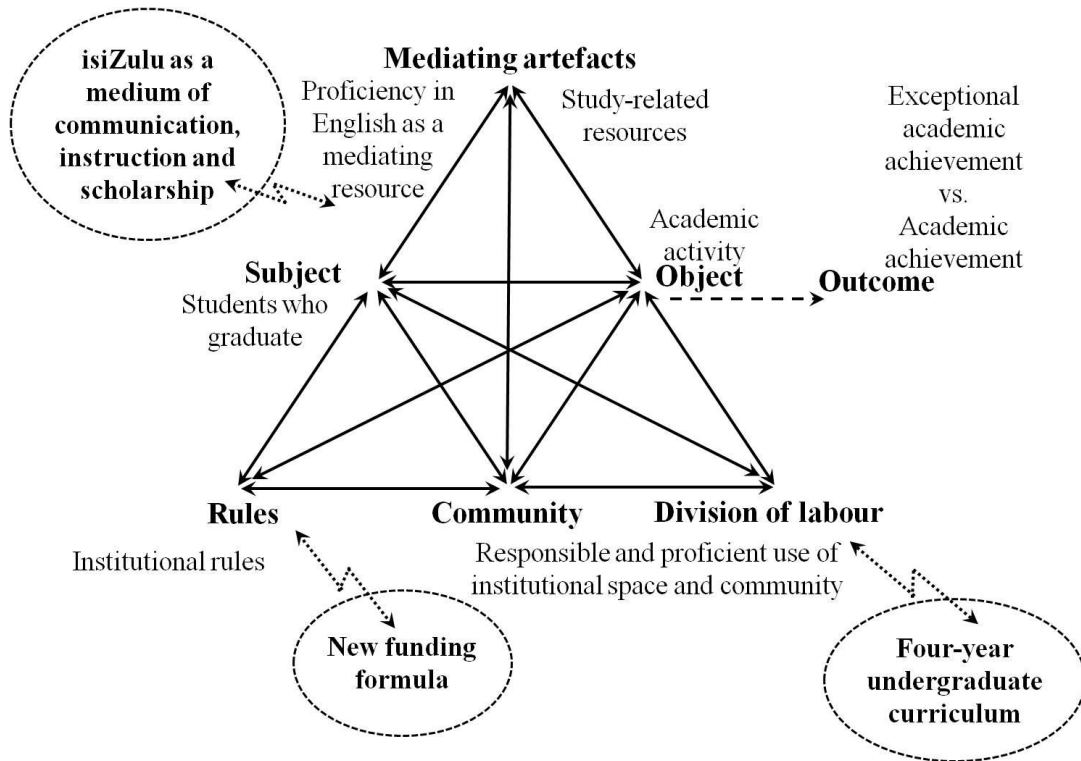 isiZulu as a
medium of
communication,
instruction and
scholarship
Mediating artefacts
Proficiency in
English as a
mediating
resource
Study-related
resources
Exceptional
academic
achievement
vs.
Academic
achievement
Academic
activity
Subject
Students who
graduate
Object
Outcome
Rules
Institutional rules
Community
Division of labour
Responsible and proficient use of
institutional space and community
New funding
formula
Four-year
undergraduate
curriculum